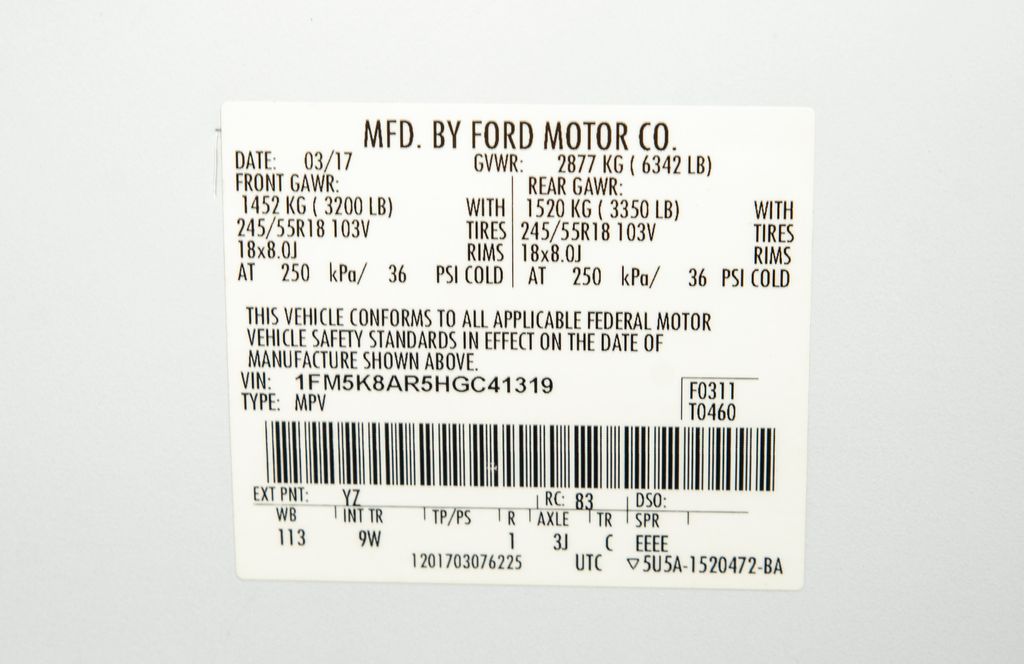 MFD. BY FORD MOTOR CO.
DATE: 03/17 GVWR: 2877 KG ( 6342 LB)
FRONT GAWR: REAR GAWR:
1452 KG ( 3200 LB) WITH 1520 KG ( 3350 LB) WITH
245/55R18 103V TIRES 245/55R18 103V TIRES
18x8.0J RIMS 18x8.0J RIMS
AT 250 kPa/ 36 PSI COLD AT 250 kPa/ 36 PSI COLD
THIS VEHICLE CONFORMS TO ALL APPLICABLE FEDERAL MOTOR
VEHICLE SAFETY STANDARDS IN EFFECT ON THE DATE OF
MANUFACTURE SHOWN ABOVE.
VIN: 1FM5K8AR5HGC41319 F0311
TYPE: MPV T0460
EXT PNT: YZ RC: 83 DSO:
WB INT TR TP/PS R AXLE TR SPR
113 9W 1 3J C EEEE
1201703076225 UTC ▽5U5A-1520472-BA